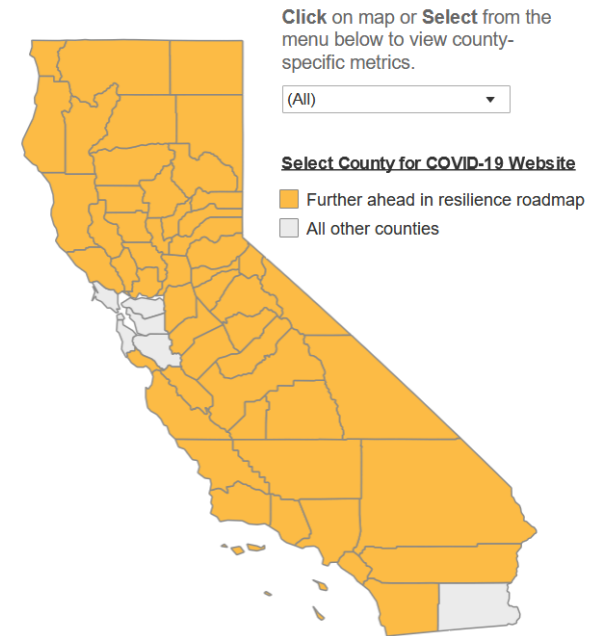 Click on map or Select from the
menu below to view county-
specific metrics.
(All)
Select County for COVID-19 Website
Further ahead in resilience roadmap
All other counties